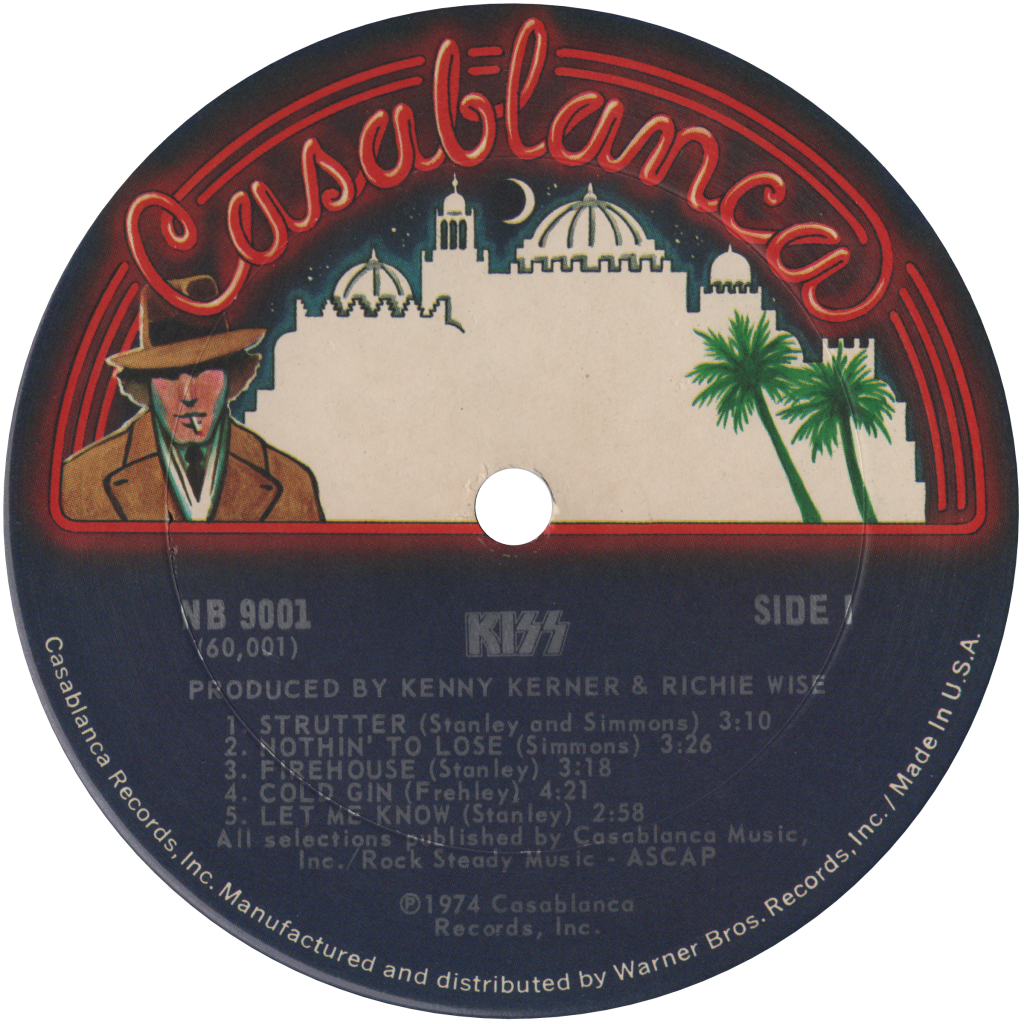 Casablanca
NB 9001
SIDE 1
(60,001)
KISS
PRODUCED BY KENNY KERNER & RICHIE WISE
1. STRUTTER (Stanley and Simmons) 3:10
2. NOTHIN' TO LOSE (Simmons) 3:26
3. FIREHOUSE (Stanley) 3:18
4. COLD GIN (Frehley) 4:21
5. LET ME KNOW (Stanley) 2:58
All selections published by Casablanca Music,
Inc./Rock Steady Music - ASCAP
℗1974 Casablanca
Records, Inc.
Casablanca Records, Inc. Manufactured and distributed by Warner Bros. Records, Inc. / Made In U.S.A.